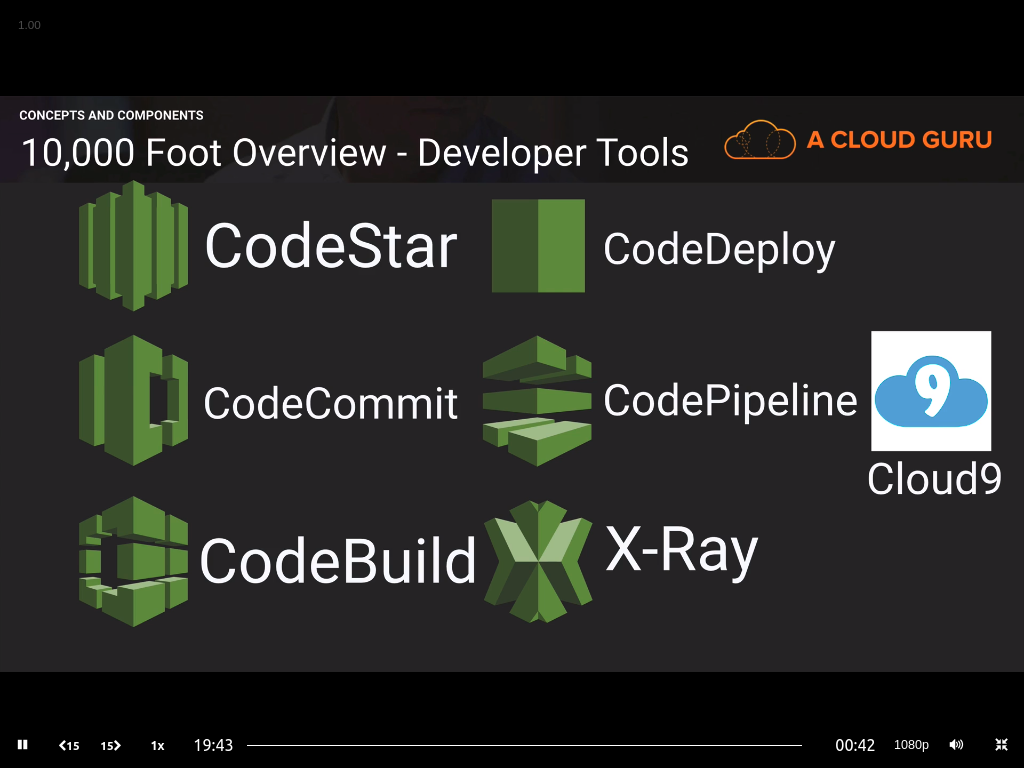 1.00
CONCEPTS AND COMPONENTS
10,000 Foot Overview - Developer Tools
A CLOUD GURU
CodeStar
CodeDeploy
CodeCommit
CodePipeline
9
Cloud9
CodeBuild
X-Ray
15
15
1x
19:43
00:42
1080p